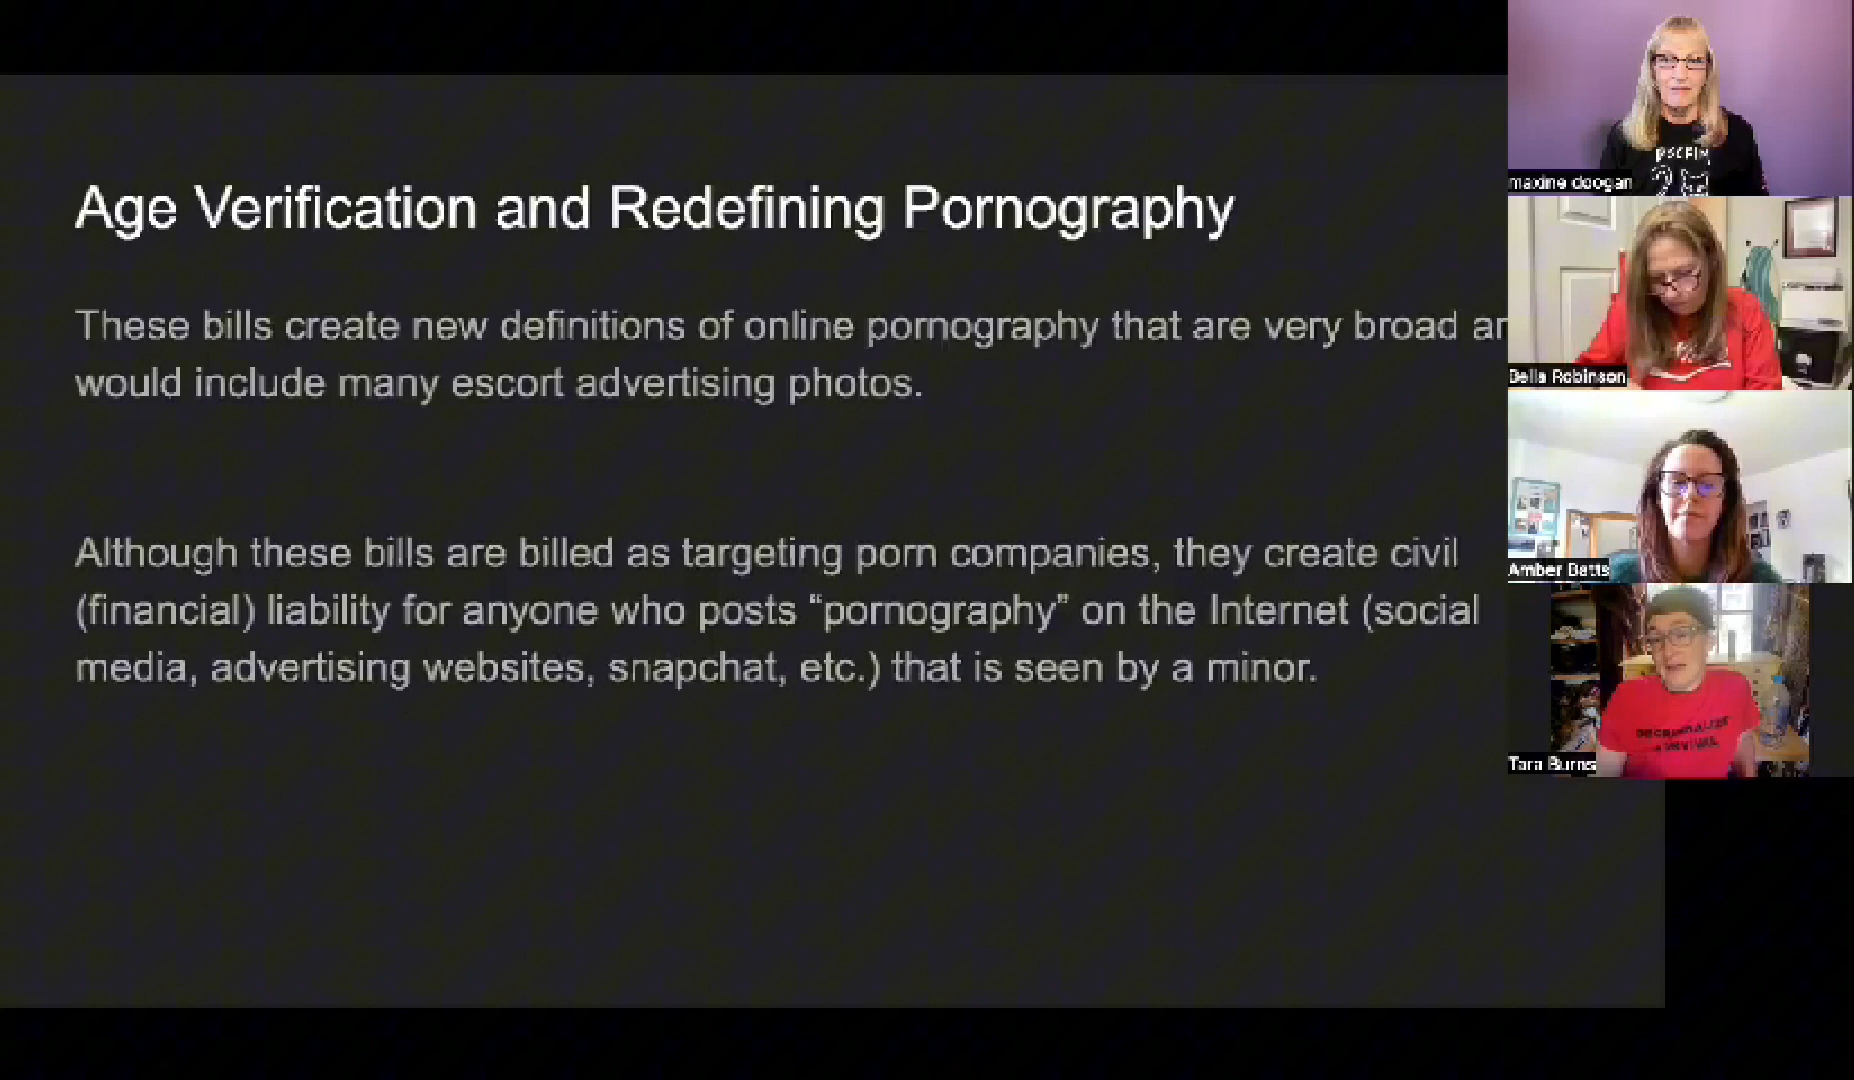 Age Verification and Redefining Pornography
These bills create new definitions of online pornography that are very broad
would include many escort advertising photos.
Although these bills are billed as targeting porn companies, they create civil
(financial) liability for anyone who posts “pornography” on the Internet (social
media, advertising websites, snapchat, etc.) that is seen by a minor.
maxine doogan
Bella Robinson
Amber Batts
DECRIMINALIZE
SURVIVAL
Tara Burns